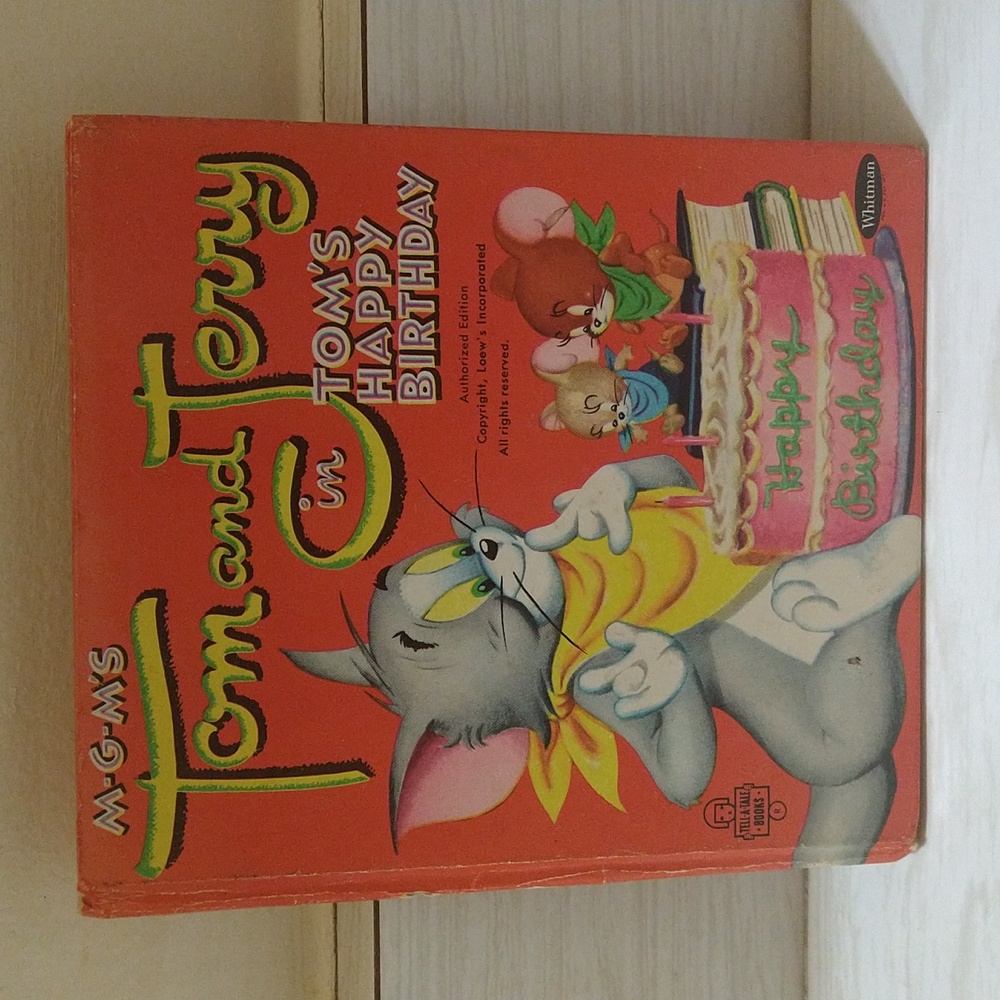 M·G·M'S
Tom and Jerry
in
TOM'S
HAPPY
BIRTHDAY
Authorized Edition
Copyright, Loew's Incorporated
All rights reserved.
Happy
Birthday
TELL-A-TALE
BOOKS
®
Whitman